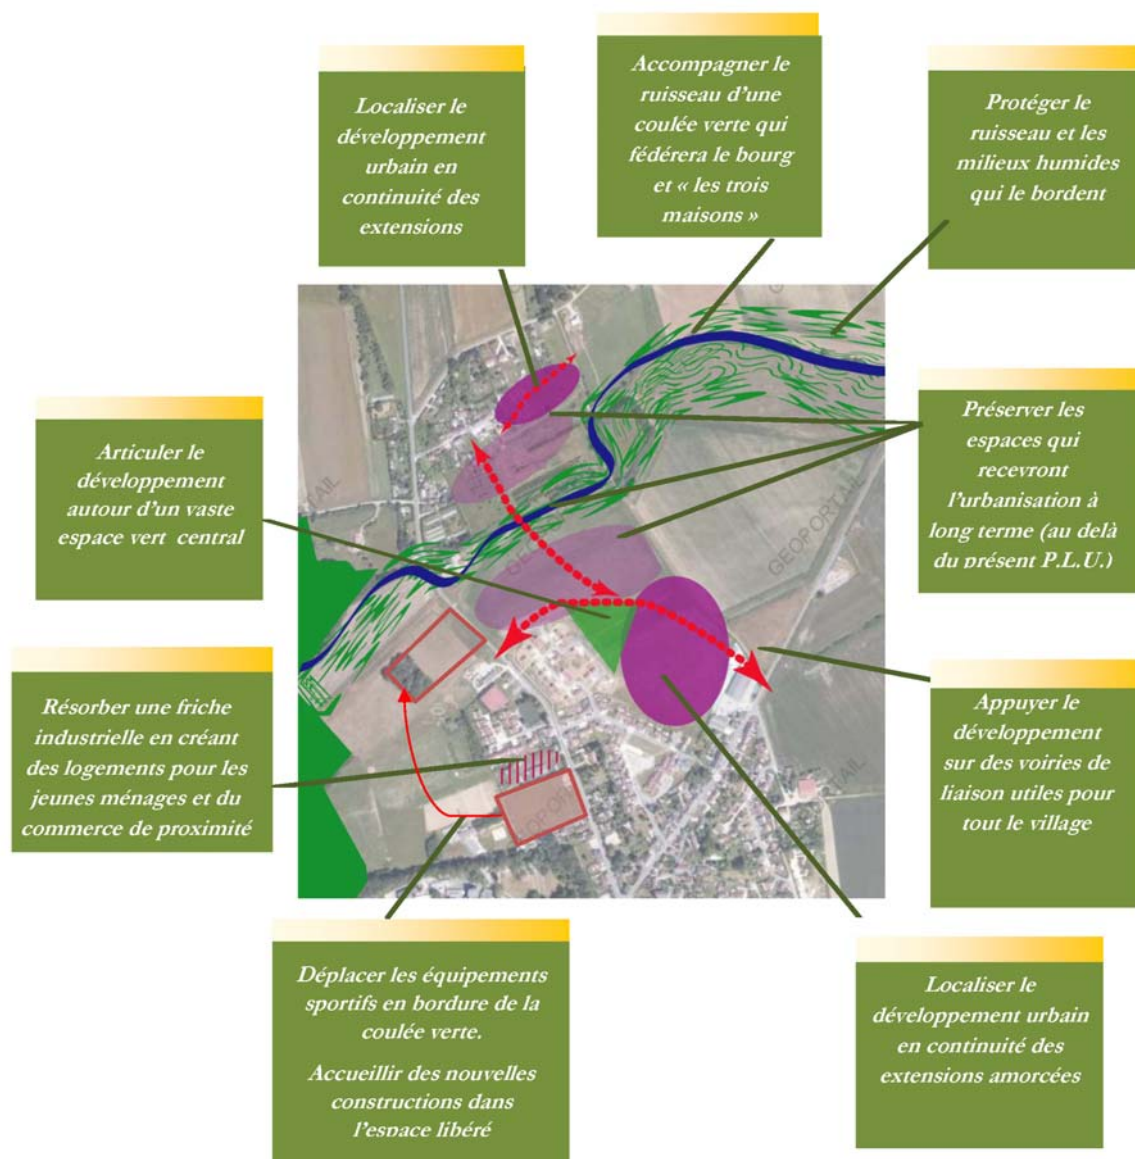 Localiser le
développement
urbain en
continuité des
extensions
Accompagner le
ruisseau d’une
coulée verte qui
fédérera le bourg
et « les trois
maisons »
Protéger le
ruisseau et les
milieux humides
qui le bordent
Articuler le
développement
autour d’un vaste
espace vert central
Préserver les
espaces qui
recevront
l’urbanisation à
long terme (au delà
du présent P.L.U.)
Résorber une friche
industrielle en créant
des logements pour les
jeunes ménages et du
commerce de proximité
Appuyer le
développement
sur des voiries de
liaison utiles pour
tout le village
Déplacer les équipements
sportifs en bordure de la
coulée verte.
Accueillir des nouvelles
constructions dans
l’espace libéré
Localiser le
développement urbain
en continuité des
extensions amorcées
GEOPORTAIL